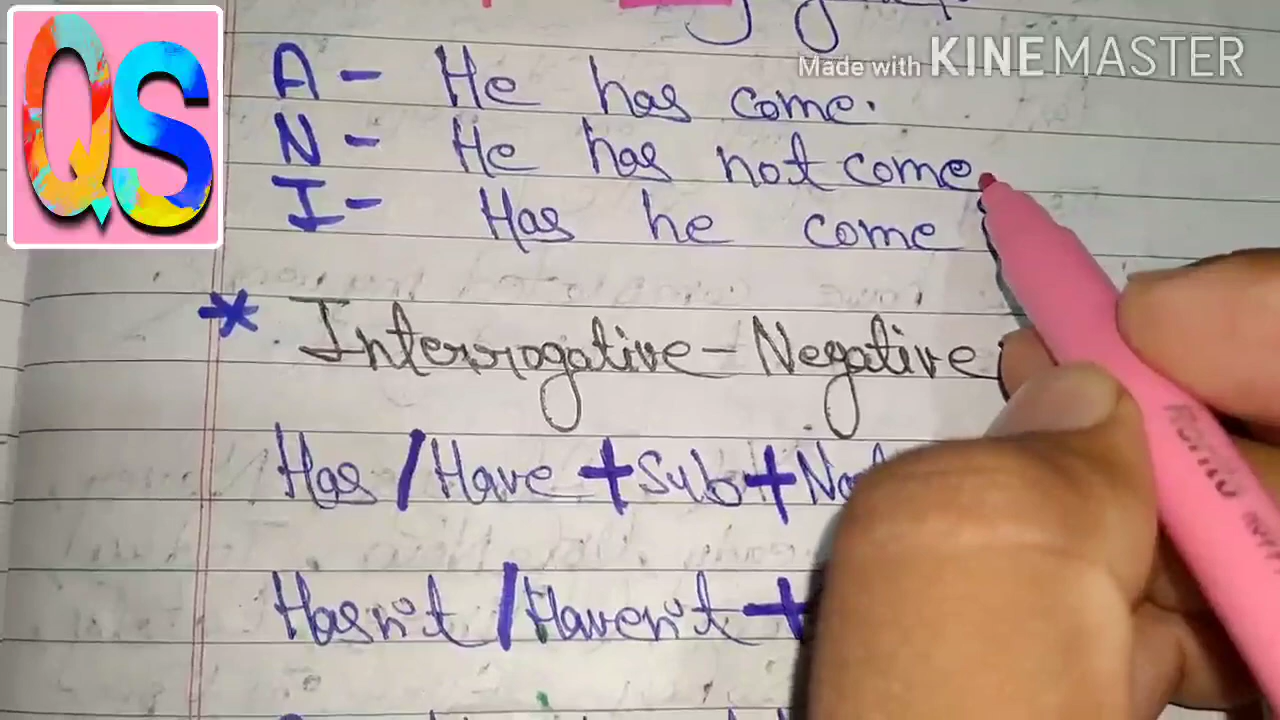 QS
Made with KINEMASTER
A - He has come.
N - He has not come
I - Has he come
* Interrogative - Negative
Has / Have + Sub + Not
Hasn't / Haven't +